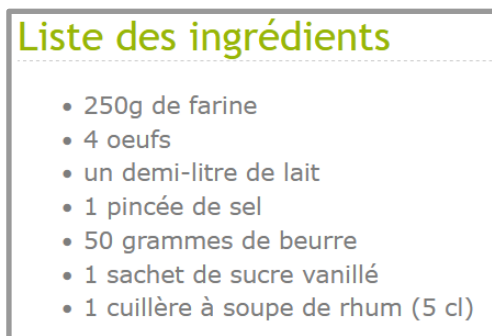 Liste des ingrédients
• 250g de farine
• 4 oeufs
• un demi-litre de lait
• 1 pincée de sel
• 50 grammes de beurre
• 1 sachet de sucre vanillé
• 1 cuillère à soupe de rhum (5 cl)